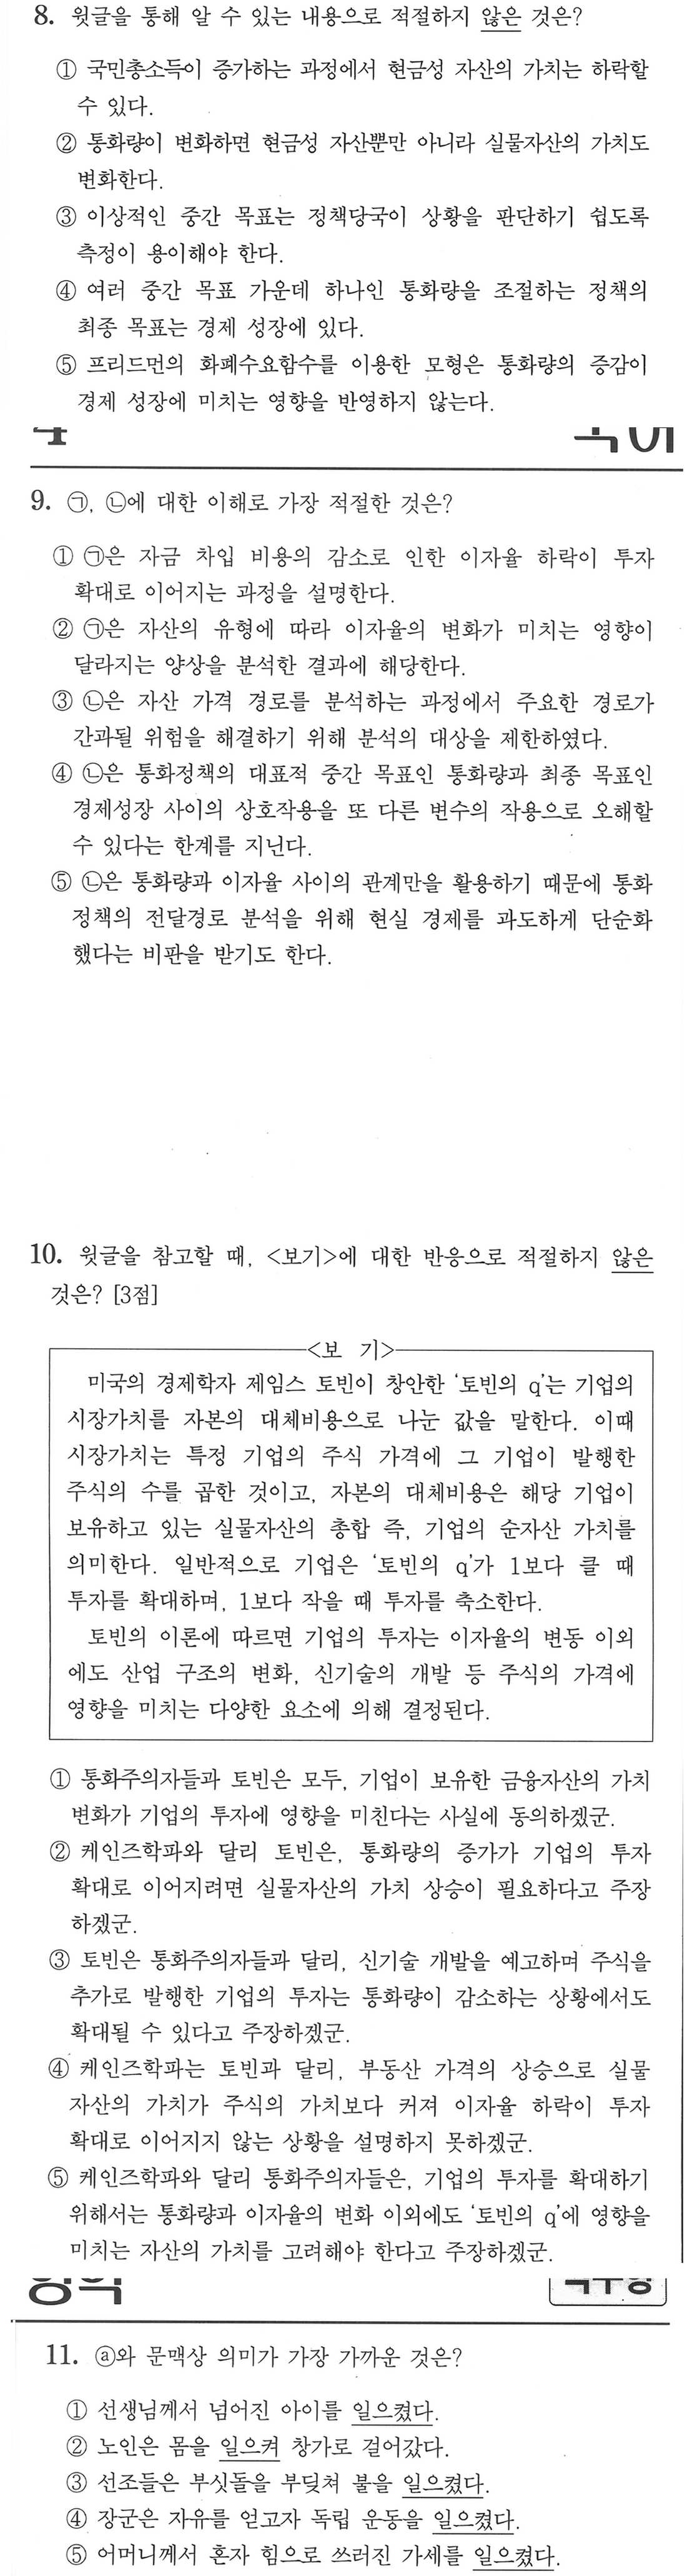 8. 윗글을 통해 알 수 있는 내용으로 적절하지 않은 것은?
① 국민총소득이 증가하는 과정에서 현금성 자산의 가치는 하락할
수 있다.
② 통화량이 변화하면 현금성 자산뿐만 아니라 실물자산의 가치도
변화한다.
③ 이상적인 중간 목표는 정책당국이 상황을 판단하기 쉽도록
측정이 용이해야 한다.
④ 여러 중간 목표 가운데 하나인 통화량을 조절하는 정책의
최종 목표는 경제 성장에 있다.
⑤ 프리드먼의 화폐수요함수를 이용한 모형은 통화량의 증감이
경제 성장에 미치는 영향을 반영하지 않는다.
9. ㉠, ㉡에 대한 이해로 가장 적절한 것은?
① ㉠은 자금 차입 비용의 감소로 인한 이자율 하락이 투자
확대로 이어지는 과정을 설명한다.
② ㉠은 자산의 유형에 따라 이자율의 변화가 미치는 영향이
달라지는 양상을 분석한 결과에 해당한다.
③ ㉡은 자산 가격 경로를 분석하는 과정에서 주요한 경로가
간과될 위험을 해결하기 위해 분석의 대상을 제한하였다.
④ ㉡은 통화정책의 대표적 중간 목표인 통화량과 최종 목표인
경제성장 사이의 상호작용을 또 다른 변수의 작용으로 오해할
수 있다는 한계를 지닌다.
⑤ ㉡은 통화량과 이자율 사이의 관계만을 활용하기 때문에 통화
정책의 전달경로 분석을 위해 현실 경제를 과도하게 단순화
했다는 비판을 받기도 한다.
10. 윗글을 참고할 때, <보기>에 대한 반응으로 적절하지 않은
것은? [3점]
<보 기>
미국의 경제학자 제임스 토빈이 창안한 ‘토빈의 q’는 기업의
시장가치를 자본의 대체비용으로 나눈 값을 말한다. 이때
시장가치는 특정 기업의 주식 가격에 그 기업이 발행한
주식의 수를 곱한 것이고, 자본의 대체비용은 해당 기업이
보유하고 있는 실물자산의 총합 즉, 기업의 순자산 가치를
의미한다. 일반적으로 기업은 ‘토빈의 q’가 1보다 클 때
투자를 확대하며, 1보다 작을 때 투자를 축소한다.
토빈의 이론에 따르면 기업의 투자는 이자율의 변동 이외
에도 산업 구조의 변화, 신기술의 개발 등 주식의 가격에
영향을 미치는 다양한 요소에 의해 결정된다.
① 통화주의자들과 토빈은 모두, 기업이 보유한 금융자산의 가치
변화가 기업의 투자에 영향을 미친다는 사실에 동의하겠군.
② 케인즈학파와 달리 토빈은, 통화량의 증가가 기업의 투자
확대로 이어지려면 실물자산의 가치 상승이 필요하다고 주장
하겠군.
③ 토빈은 통화주의자들과 달리, 신기술 개발을 예고하며 주식을
추가로 발행한 기업의 투자는 통화량이 감소하는 상황에서도
확대될 수 있다고 주장하겠군.
④ 케인즈학파는 토빈과 달리, 부동산 가격의 상승으로 실물
자산의 가치가 주식의 가치보다 커져 이자율 하락이 투자
확대로 이어지지 않는 상황을 설명하지 못하겠군.
⑤ 케인즈학파와 달리 통화주의자들은, 기업의 투자를 확대하기
위해서는 통화량과 이자율의 변화 이외에도 ‘토빈의 q’에 영향을
미치는 자산의 가치를 고려해야 한다고 주장하겠군.
11. ⓐ와 문맥상 의미가 가장 가까운 것은?
① 선생님께서 넘어진 아이를 일으켰다.
② 노인은 몸을 일으켜 창가로 걸어갔다.
③ 선조들은 부싯돌을 부딪쳐 불을 일으켰다.
④ 장군은 자유를 얻고자 독립 운동을 일으켰다.
⑤ 어머니께서 혼자 힘으로 쓰러진 가세를 일으켰다.